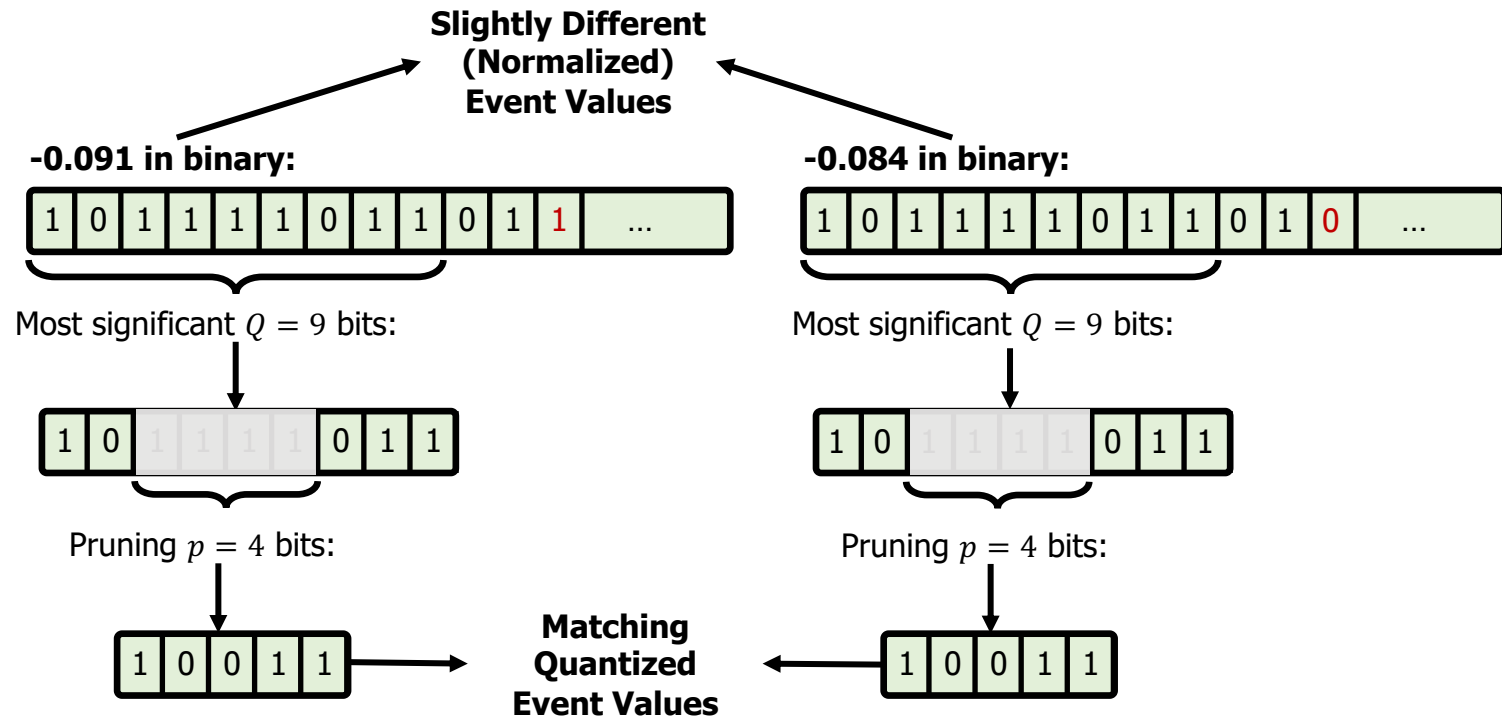 Slightly Different
(Normalized)
Event Values
-0.091 in binary:
1 0 1 1 1 1 0 1 1 0 1 1 ...
Most significant Q = 9 bits:
1 0 1 1 1 1 0 1 1
Pruning p = 4 bits:
1 0 0 1 1
-0.084 in binary:
1 0 1 1 1 1 0 1 1 0 1 0 ...
Most significant Q = 9 bits:
1 0 1 1 1 1 0 1 1
Pruning p = 4 bits:
1 0 0 1 1
Matching
Quantized
Event Values